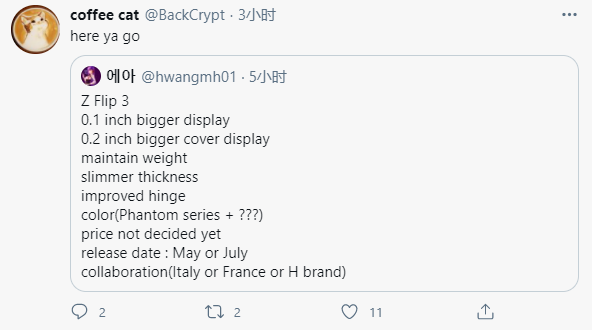 coffee cat @BackCrypt · 3小时
here ya go
에아 @hwangmh01 · 5小时
Z Flip 3
0.1 inch bigger display
0.2 inch bigger cover display
maintain weight
slimmer thickness
improved hinge
color(Phantom series + ???)
price not decided yet
release date : May or July
collaboration(Italy or France or H brand)
2 2 11